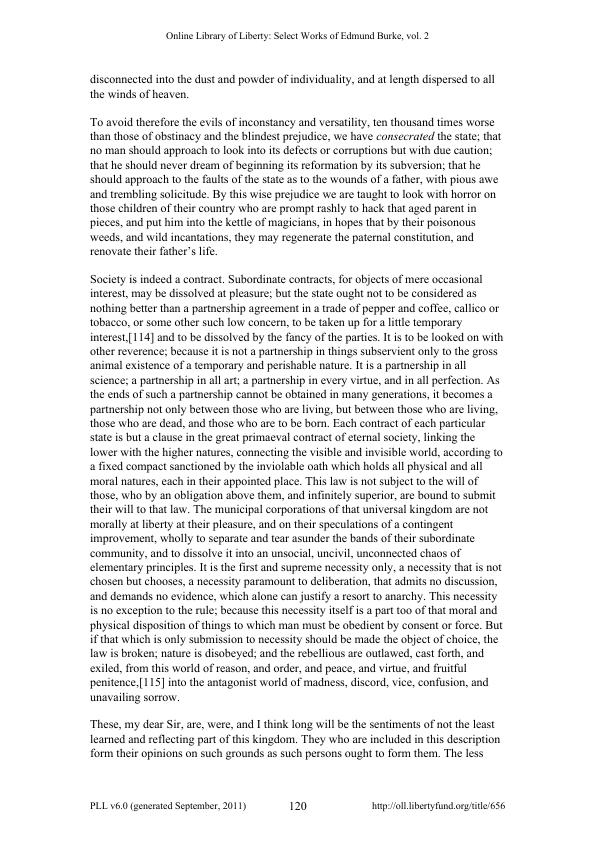 Online Library of Liberty: Select Works of Edmund Burke, vol. 2
disconnected into the dust and powder of individuality, and at length dispersed to all
the winds of heaven.
To avoid therefore the evils of inconstancy and versatility, ten thousand times worse
than those of obstinacy and the blindest prejudice, we have consecrated the state; that
no man should approach to look into its defects or corruptions but with due caution;
that he should never dream of beginning its reformation by its subversion; that he
should approach to the faults of the state as to the wounds of a father, with pious awe
and trembling solicitude. By this wise prejudice we are taught to look with horror on
those children of their country who are prompt rashly to hack that aged parent in
pieces, and put him into the kettle of magicians, in hopes that by their poisonous
weeds, and wild incantations, they may regenerate the paternal constitution, and
renovate their father’s life.
Society is indeed a contract. Subordinate contracts, for objects of mere occasional
interest, may be dissolved at pleasure; but the state ought not to be considered as
nothing better than a partnership agreement in a trade of pepper and coffee, callico or
tobacco, or some other such low concern, to be taken up for a little temporary
interest,[114] and to be dissolved by the fancy of the parties. It is to be looked on with
other reverence; because it is not a partnership in things subservient only to the gross
animal existence of a temporary and perishable nature. It is a partnership in all
science; a partnership in all art; a partnership in every virtue, and in all perfection. As
the ends of such a partnership cannot be obtained in many generations, it becomes a
partnership not only between those who are living, but between those who are living,
those who are dead, and those who are to be born. Each contract of each particular
state is but a clause in the great primaeval contract of eternal society, linking the
lower with the higher natures, connecting the visible and invisible world, according to
a fixed compact sanctioned by the inviolable oath which holds all physical and all
moral natures, each in their appointed place. This law is not subject to the will of
those, who by an obligation above them, and infinitely superior, are bound to submit
their will to that law. The municipal corporations of that universal kingdom are not
morally at liberty at their pleasure, and on their speculations of a contingent
improvement, wholly to separate and tear asunder the bands of their subordinate
community, and to dissolve it into an unsocial, uncivil, unconnected chaos of
elementary principles. It is the first and supreme necessity only, a necessity that is not
chosen but chooses, a necessity paramount to deliberation, that admits no discussion,
and demands no evidence, which alone can justify a resort to anarchy. This necessity
is no exception to the rule; because this necessity itself is a part too of that moral and
physical disposition of things to which man must be obedient by consent or force. But
if that which is only submission to necessity should be made the object of choice, the
law is broken; nature is disobeyed; and the rebellious are outlawed, cast forth, and
exiled, from this world of reason, and order, and peace, and virtue, and fruitful
penitence,[115] into the antagonist world of madness, discord, vice, confusion, and
unavailing sorrow.
These, my dear Sir, are, were, and I think long will be the sentiments of not the least
learned and reflecting part of this kingdom. They who are included in this description
form their opinions on such grounds as such persons ought to form them. The less
PLL v6.0 (generated September, 2011) 120 http://oll.libertyfund.org/title/656